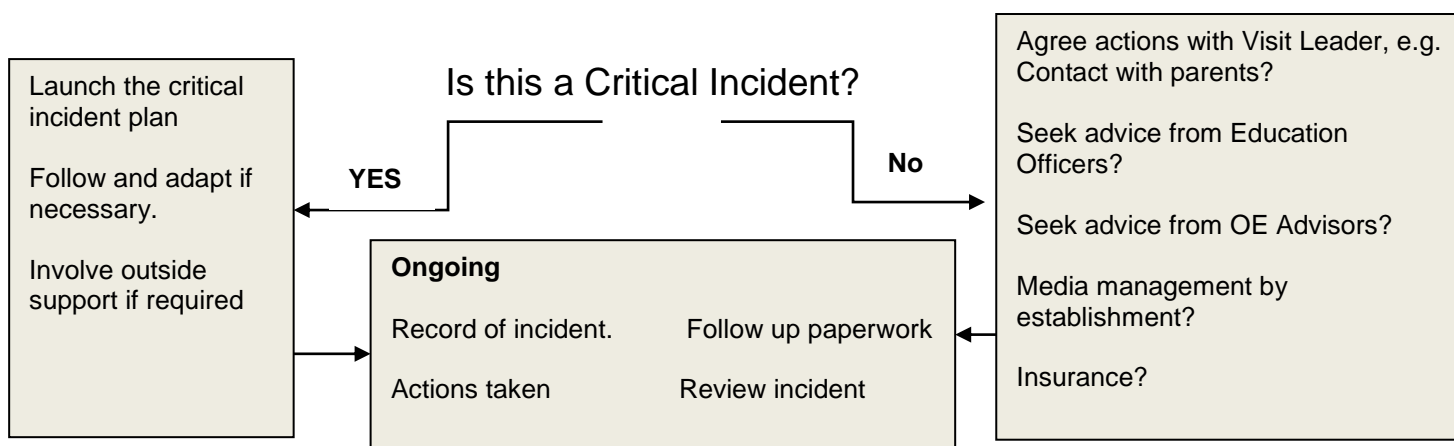 Is this a Critical Incident?
YES
No
Launch the critical
incident plan
Follow and adapt if
necessary.
Involve outside
support if required
Agree actions with Visit Leader, e.g.
Contact with parents?
Seek advice from Education
Officers?
Seek advice from OE Advisors?
Media management by
establishment?
Insurance?
Ongoing
Record of incident. Follow up paperwork
Actions taken Review incident